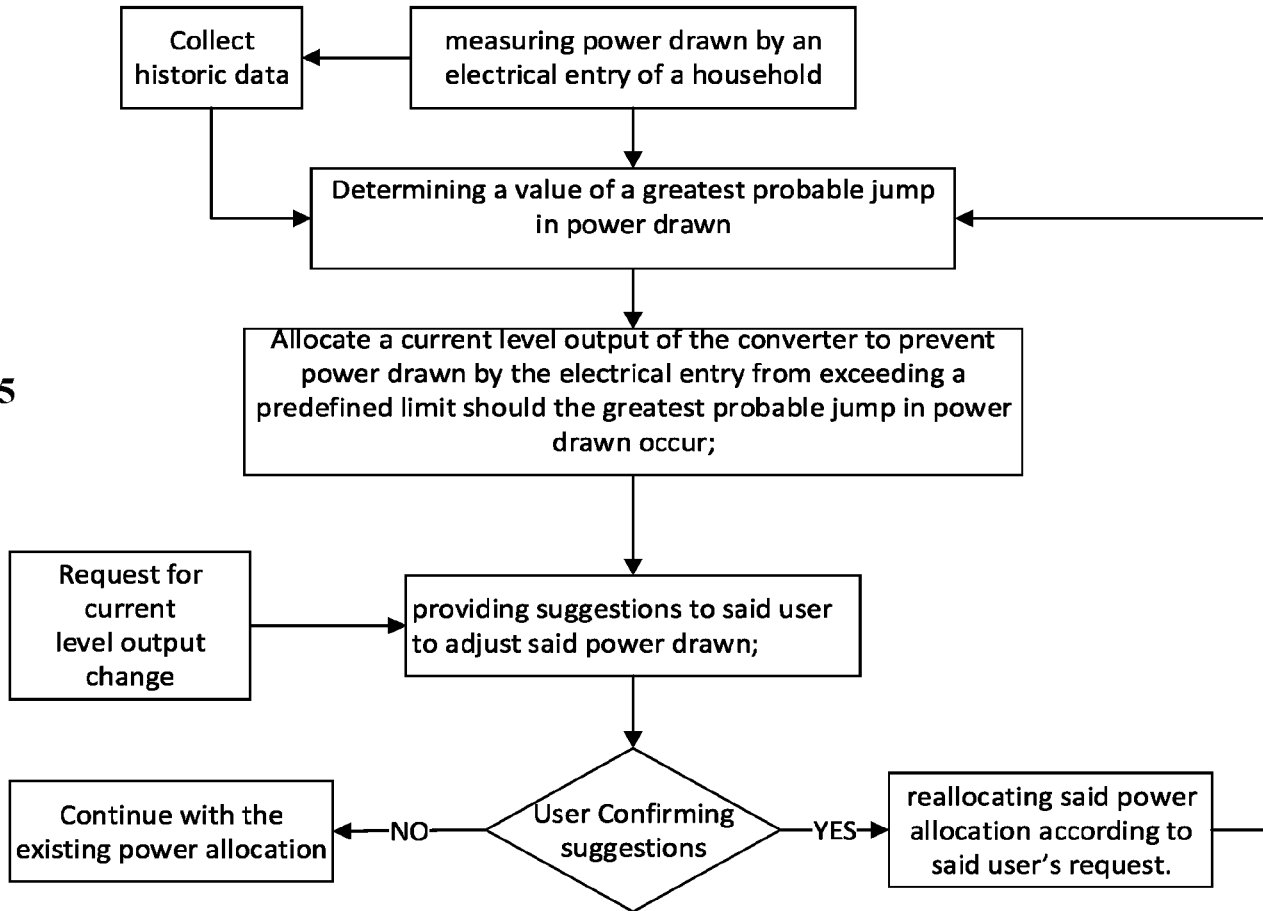 Collect
historic data
measuring power drawn by an
electrical entry of a household
Determining a value of a greatest probable jump
in power drawn
Allocate a current level output of the converter to prevent
power drawn by the electrical entry from exceeding a
predefined limit should the greatest probable jump in power
drawn occur;
5
Request for
current
level output
change
providing suggestions to said user
to adjust said power drawn;
User Confirming
suggestions
NO
Continue with the
existing power allocation
YES
reallocating said power
allocation according to
said user's request.